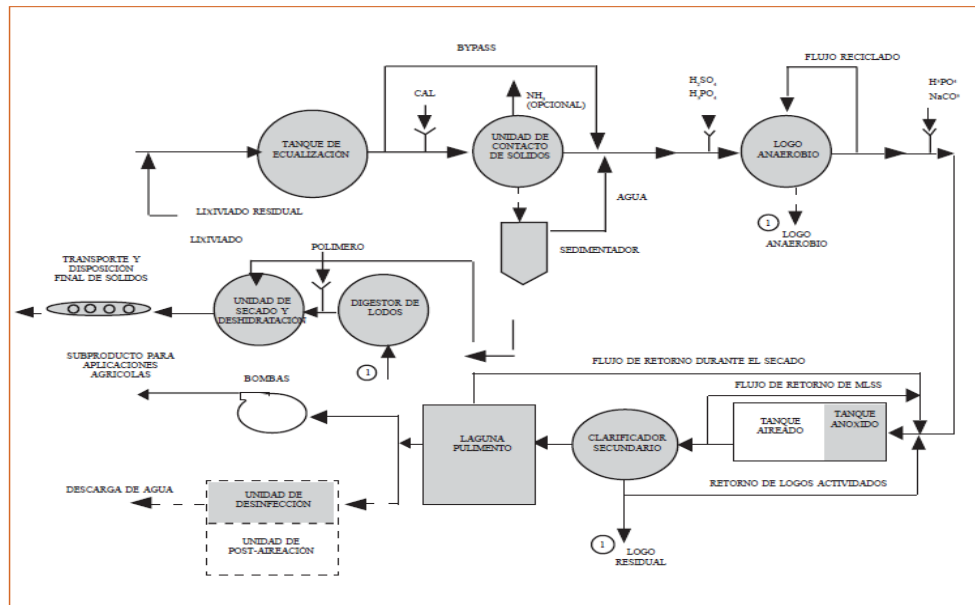 BYPASS
FLUJO RECICLADO
CAL
NH₃
(OPCIONAL)
H₂SO₄
H₃PO₄
H³PO⁴
NaCO³
TANQUE DE
ECUALIZACIÓN
UNIDAD DE
CONTACTO
DE SÓLIDOS
LOGO
ANAEROBIO
AGUA
LIXIVIADO RESIDUAL
1
LOGO
ANAEROBIO
SEDIMENTADOR
LIXIVIADO
POLIMERO
TRANSPORTE Y
DISPOSICIÓN
FINAL DE SÓLIDOS
UNIDAD DE
SECADO Y
DESHIDRATACIÓN
DIGESTOR DE
LODOS
SUBPRODUCTO PARA
APLICACIONES
AGRICOLAS
1
FLUJO DE RETORNO DURANTE EL SECADO
BOMBAS
FLUJO DE RETORNO DE MLSS
TANQUE
AIREADO
TANQUE
ANOXIDO
LAGUNA
PULIMENTO
CLARIFICADOR
SECUNDARIO
RETORNO DE LOGOS ACTIVIDADOS
DESCARGA DE AGUA
UNIDAD DE
DESINFECCIÓN
UNIDAD DE
POST-AIREACIÓN
1
LOGO
RESIDUAL